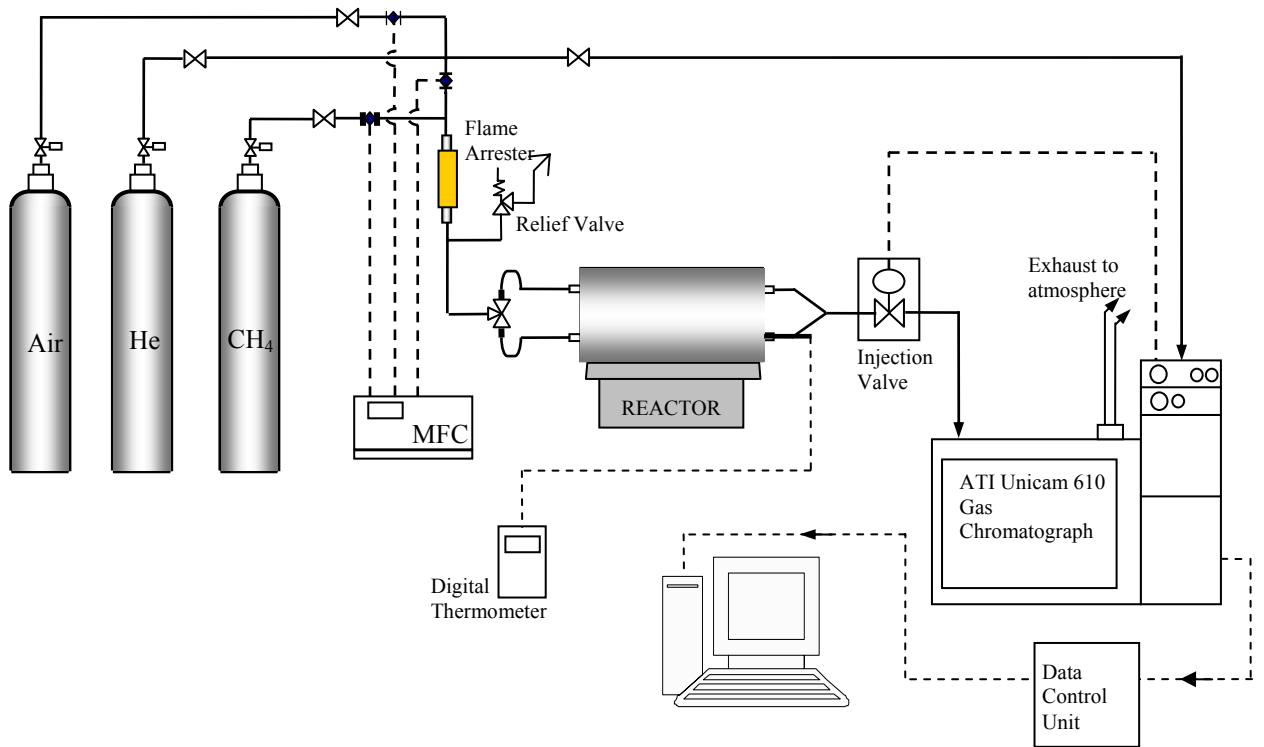 Flame
Arrester
Relief Valve
Air
He
CH₄
MFC
REACTOR
Injection
Valve
Exhaust to
atmosphere
ATI Unicam 610
Gas
Chromatograph
Digital
Thermometer
Data
Control
Unit